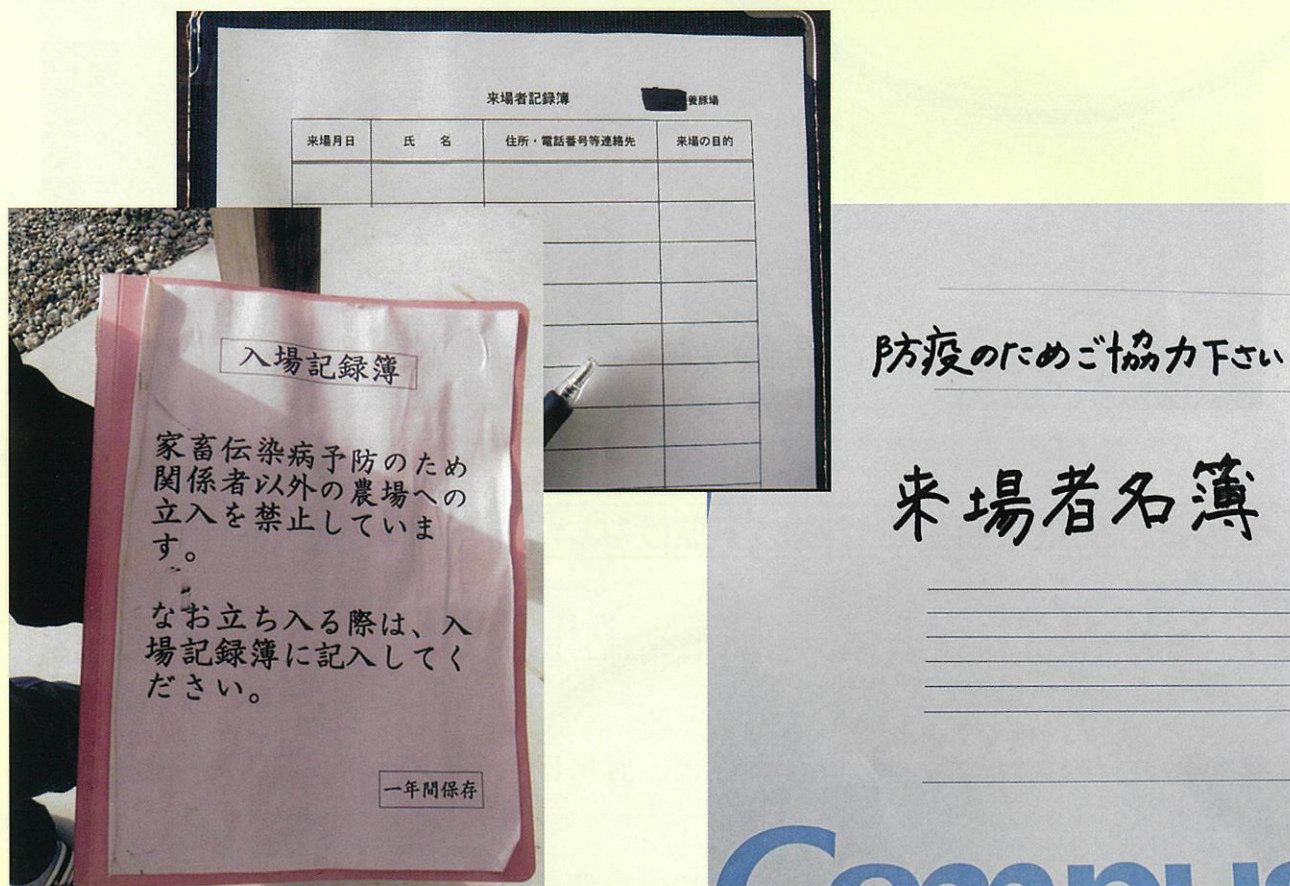 来場者記録簿
養豚場
来場月日 氏 名 住所・電話番号等連絡先 来場の目的
入場記録簿
家畜伝染病予防のため
関係者以外の農場への
立入を禁止していま
す。
なお立ち入る際は、入
場記録簿に記入してく
ださい。
一年間保存
防疫のためご協力下さい
来場者名簿
Campus